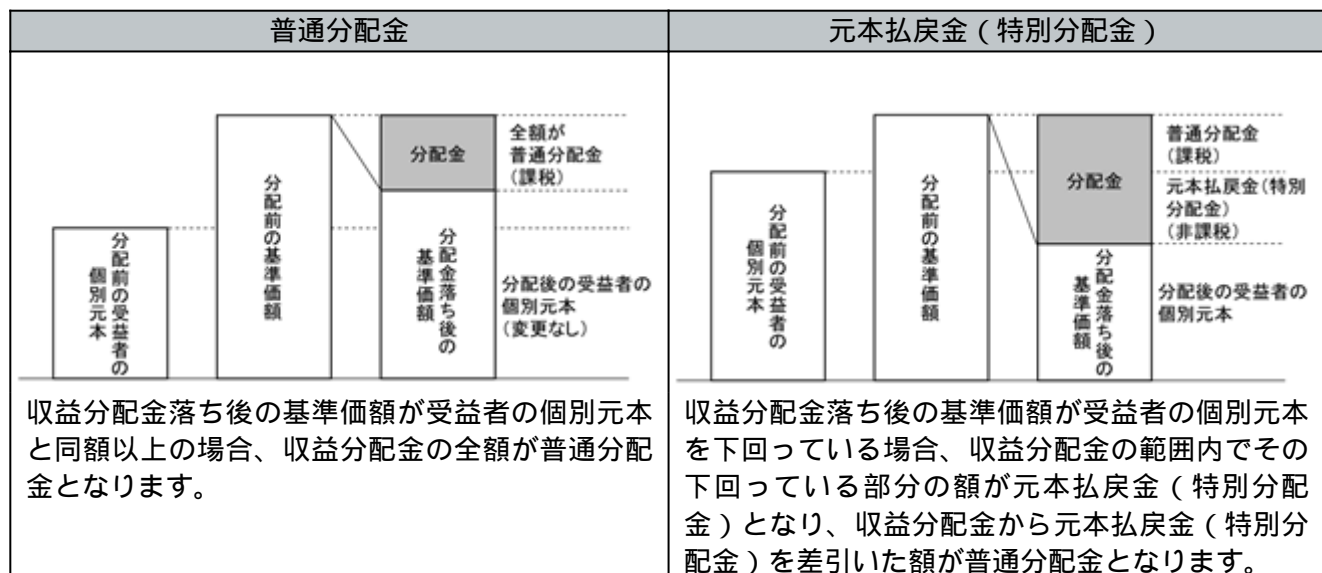 普通分配金
分配前の受益者の
個別元本
分配前の基準価額
分配金
分配金落ち後の
基準価額
全額が
普通分配金
(課税)
分配後の受益者の
個別元本
(変更なし)
収益分配金落ち後の基準価額が受益者の個別元本
と同額以上の場合、収益分配金の全額が普通分配
金となります。
元本払戻金（特別分配金）
分配前の受益者の
個別元本
分配前の基準価額
分配金
分配金落ち後の
基準価額
普通分配金
(課税)
元本払戻金(特別
分配金)
(非課税)
分配後の受益者の
個別元本
収益分配金落ち後の基準価額が受益者の個別元本
を下回っている場合、収益分配金の範囲内でその
下回っている部分の額が元本払戻金（特別分配
金）となり、収益分配金から元本払戻金（特別分
配金）を差引いた額が普通分配金となります。